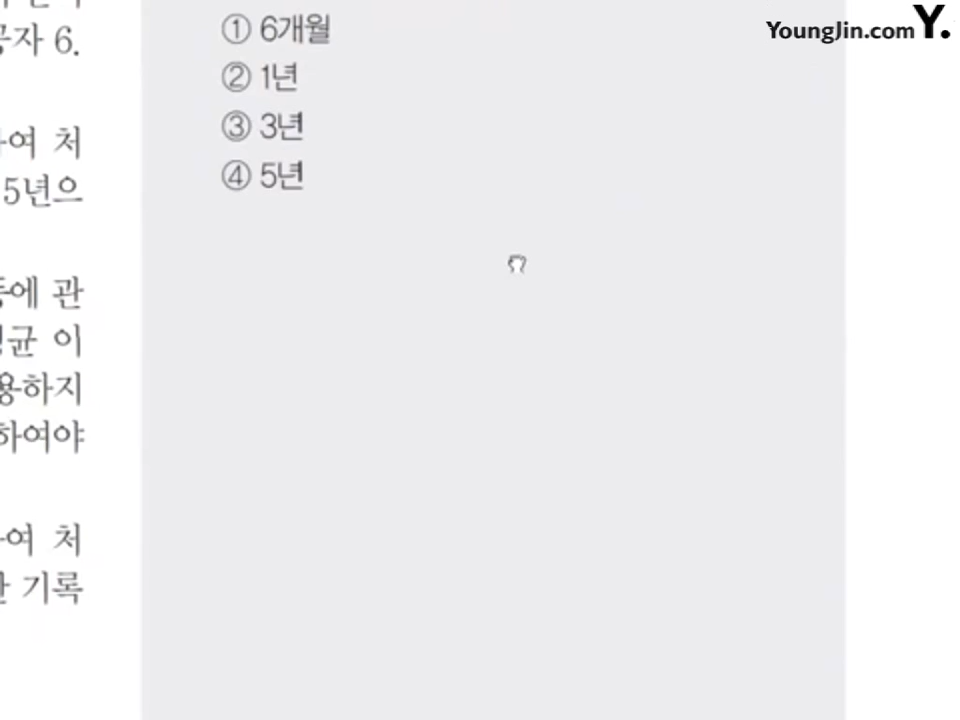 공자 6.
여 처
5년으
에 관
균 이
용하지
하여야
여 처
기록
① 6개월
② 1년
③ 3년
④ 5년
YoungJin.com Y.